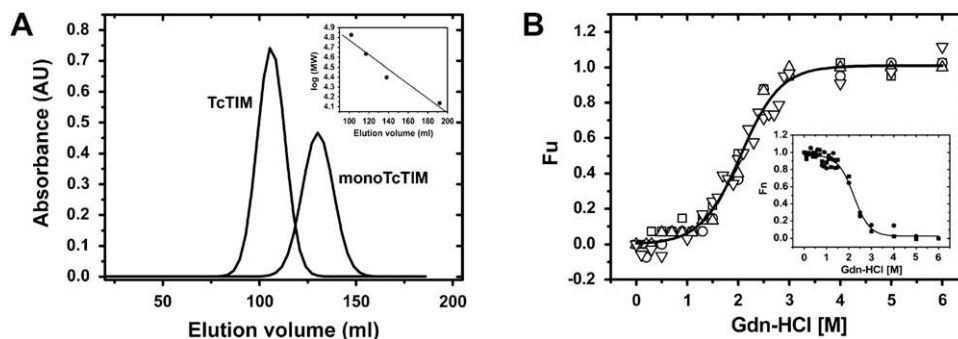 A
Absorbance (AU)
0.8
0.7
0.6
0.5
0.4
0.3
0.2
0.1
0.0
50
100
150
200
Elution volume (ml)
TcTIM
monoTcTIM
log (MW)
4.9
4.8
4.7
4.6
4.5
4.4
4.3
4.2
4.1
100 120 140 160 180 200
Elution volume (ml)
B
Fu
1.2
1.0
0.8
0.6
0.4
0.2
0.0
-0.2
0 1 2 3 4 5 6
Gdn-HCl [M]
Fn
1.2
1.0
0.8
0.6
0.4
0.2
0.0
0 1 2 3 4 5 6
Gdn-HCl [M]